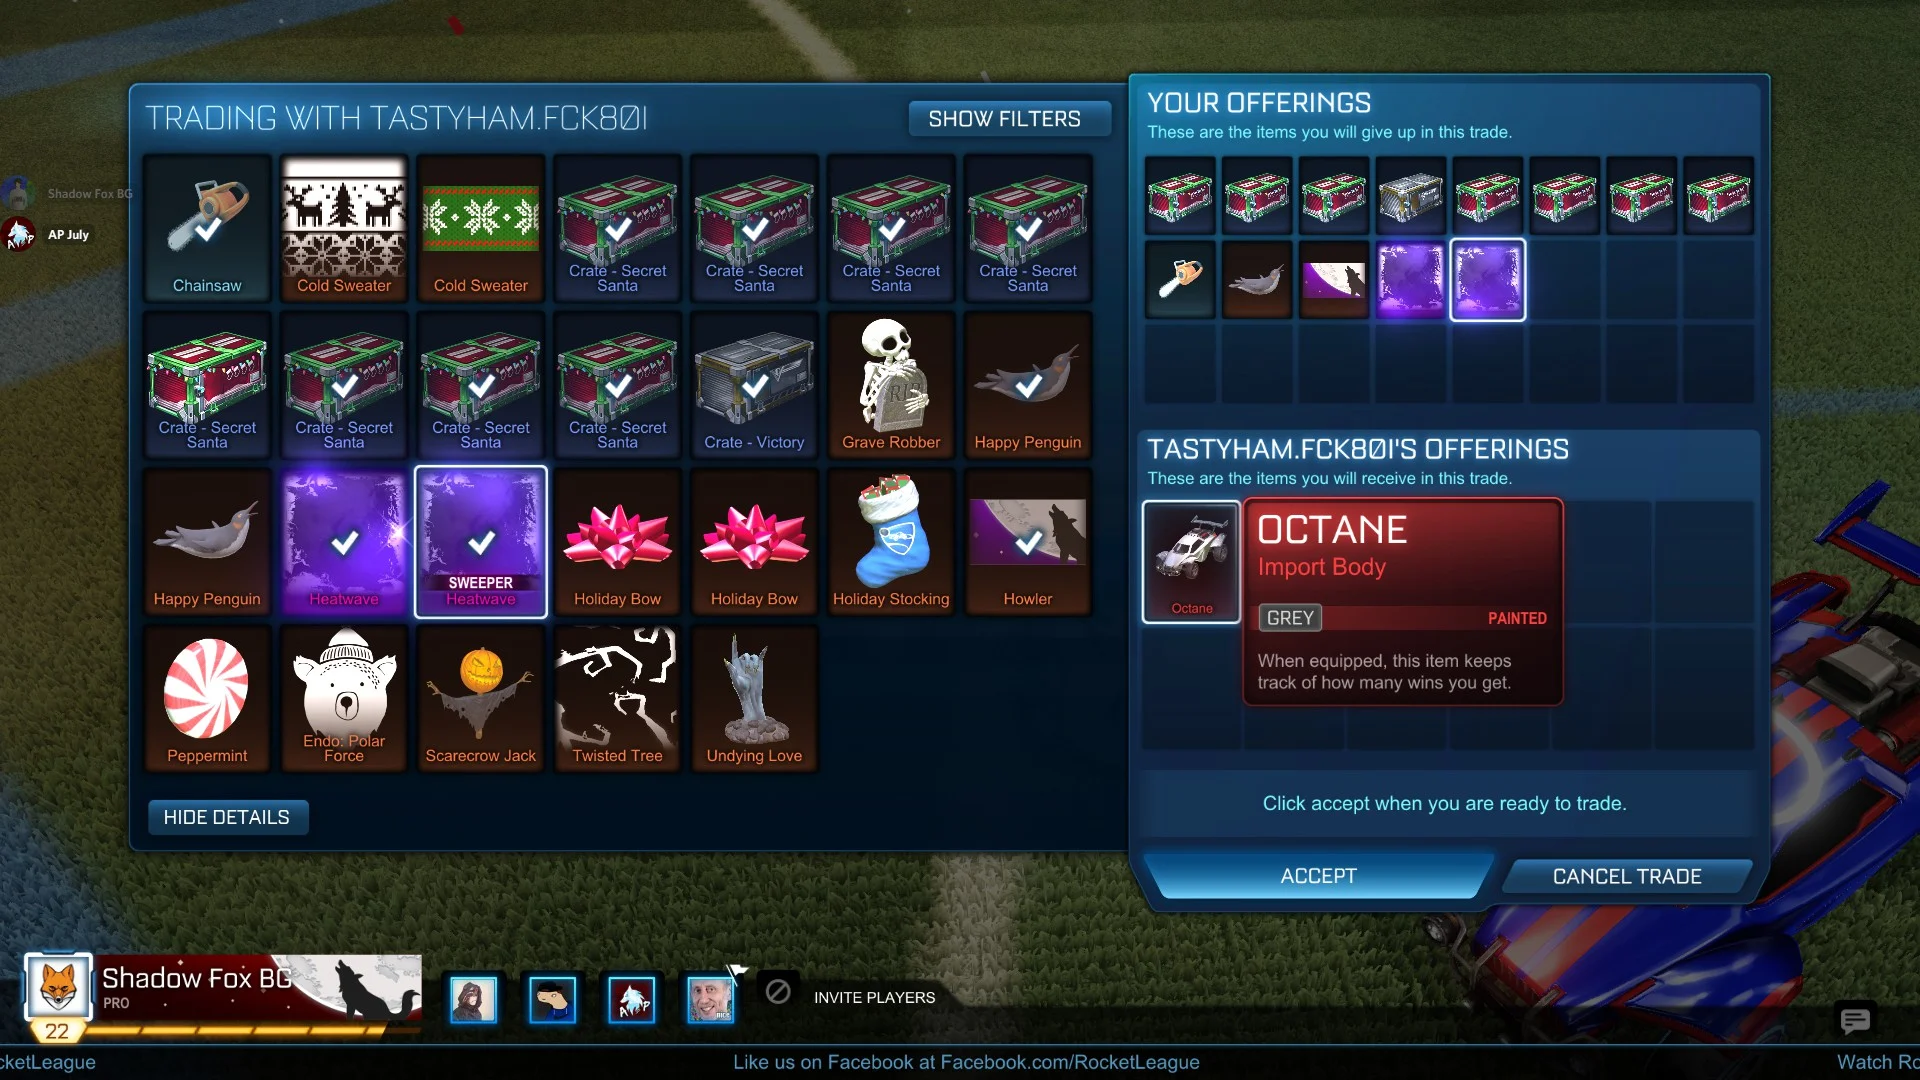 TRADING WITH TASTYHAM.FCK80I
SHOW FILTERS
Shadow Fox BG
AP July
Chainsaw
Cold Sweater
Cold Sweater
Crate - Secret
Santa
Crate - Secret
Santa
Crate - Secret
Santa
Crate - Secret
Santa
Crate - Secret
Santa
Crate - Secret
Santa
Crate - Secret
Santa
Crate - Secret
Santa
Crate - Victory
RIP
Grave Robber
Happy Penguin
Happy Penguin
Heatwave
SWEEPER
Heatwave
Holiday Bow
Holiday Bow
Holiday Stocking
Howler
Peppermint
Endo: Polar
Force
Scarecrow Jack
Twisted Tree
Undying Love
HIDE DETAILS
YOUR OFFERINGS
These are the items you will give up in this trade.
TASTYHAM.FCK80I'S OFFERINGS
These are the items you will receive in this trade.
Octane
OCTANE
Import Body
GREY
PAINTED
When equipped, this item keeps
track of how many wins you get.
Click accept when you are ready to trade.
ACCEPT
CANCEL TRADE
Shadow Fox BG
PRO
22
INVITE PLAYERS
cketLeague
Like us on Facebook at Facebook.com/RocketLeague
Watch Ro